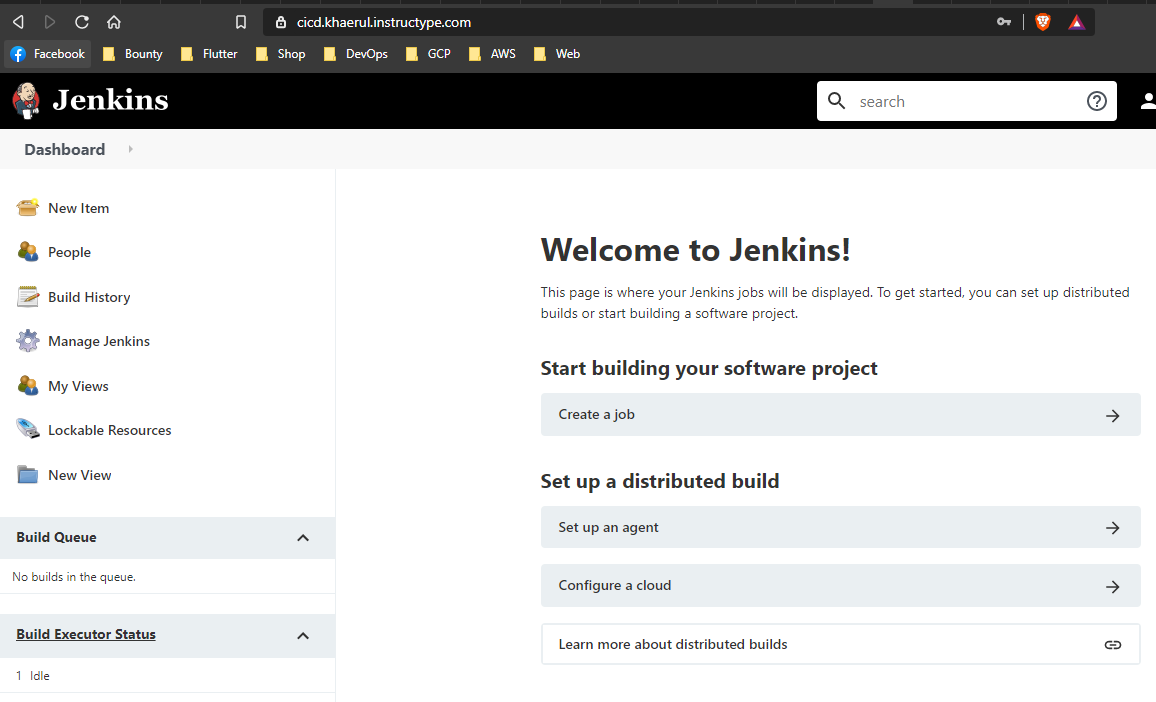 cicd.khaerul.instructype.com
Facebook Bounty Flutter Shop DevOps GCP AWS Web
Jenkins
search
Dashboard
New Item
People
Build History
Manage Jenkins
My Views
Lockable Resources
New View
Build Queue
No builds in the queue.
Build Executor Status
1 Idle
Welcome to Jenkins!
This page is where your Jenkins jobs will be displayed. To get started, you can set up distributed
builds or start building a software project.
Start building your software project
Create a job
Set up a distributed build
Set up an agent
Configure a cloud
Learn more about distributed builds